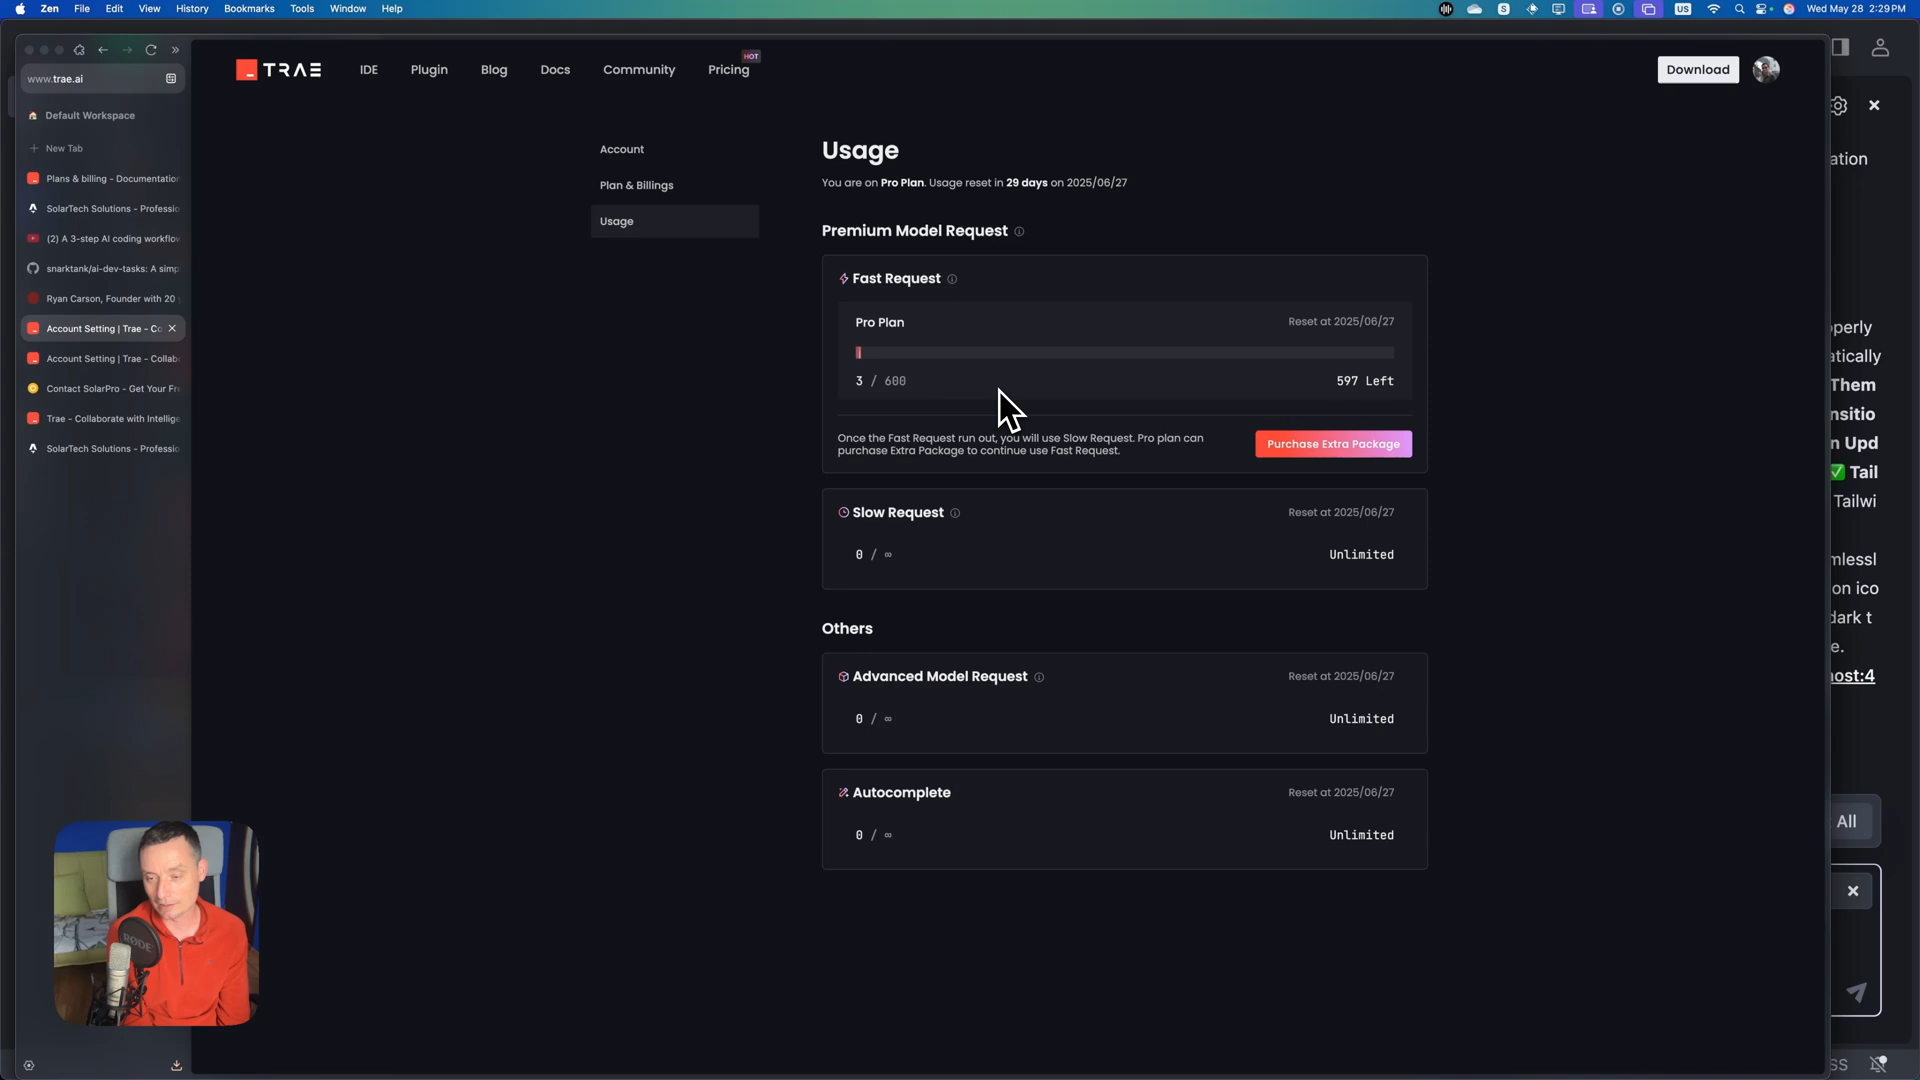 Zen File Edit View History Bookmarks Tools Window Help
US
Wed May 28 2:29 PM
www.trae.ai
Default Workspace
New Tab
Plans & billing - Documentation
SolarTech Solutions - Professio
(2) A 3-step AI coding workflow
snarktank/ai-dev-tasks: A simp
Ryan Carson, Founder with 20
Account Setting | Trae - Co
Account Setting | Trae - Collab
Contact SolarPro - Get Your Fr
Trae - Collaborate with Intellige
SolarTech Solutions - Professio
TRAE
IDE
Plugin
Blog
Docs
Community
Pricing
HOT
Download
Account
Plan & Billings
Usage
Usage
You are on Pro Plan. Usage reset in 29 days on 2025/06/27
Premium Model Request
Fast Request
Pro Plan
Reset at 2025/06/27
3 / 600
597 Left
Once the Fast Request run out, you will use Slow Request. Pro plan can
purchase Extra Package to continue use Fast Request.
Purchase Extra Package
Slow Request
Reset at 2025/06/27
0 / ∞
Unlimited
Others
Advanced Model Request
Reset at 2025/06/27
0 / ∞
Unlimited
Autocomplete
Reset at 2025/06/27
0 / ∞
Unlimited
ation
perly
atically
Them
nsitio
n Upd
✅ Tail
Tailwi
nlessl
on ico
dark t
e.
ost:4
All
SS
RØDE